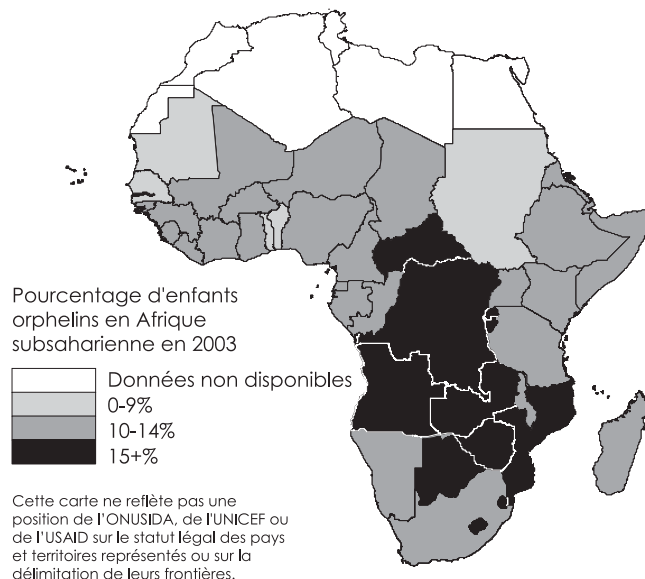 Pourcentage d'enfants
orphelins en Afrique
subsaharienne en 2003
Données non disponibles
0-9%
10-14%
15+%
Cette carte ne reflète pas une
position de l'ONUSIDA, de l'UNICEF ou
de l'USAID sur le statut légal des pays
et territoires représentés ou sur la
délimitation de leurs frontières.